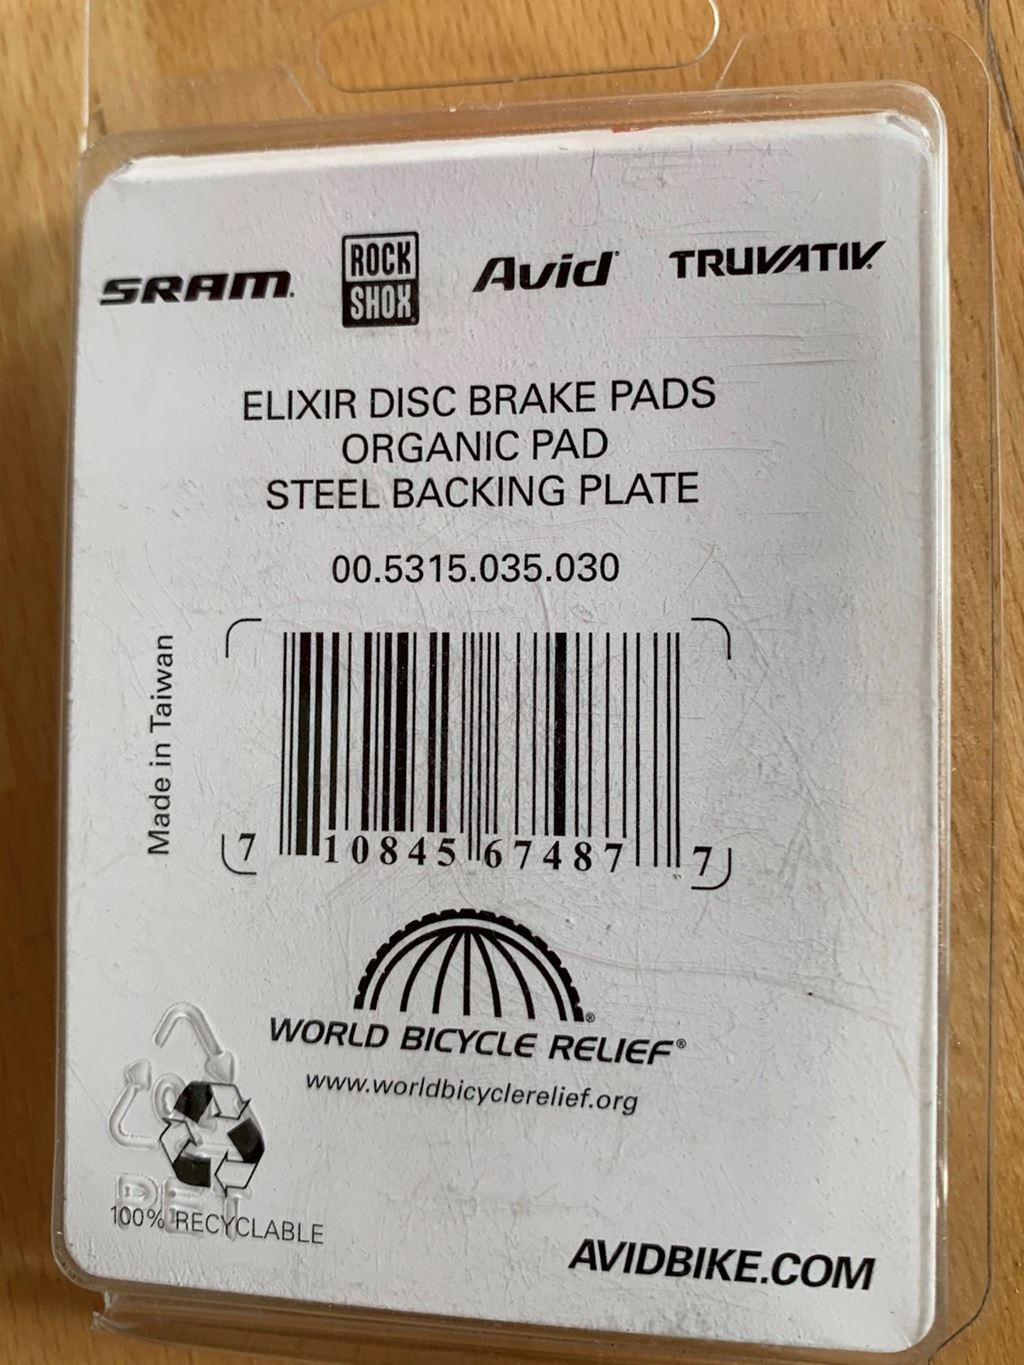 SRAM. ROCK SHOX Avid TRUVATIV
ELIXIR DISC BRAKE PADS
ORGANIC PAD
STEEL BACKING PLATE
00.5315.035.030
Made in Taiwan
7 10845 67487 7
WORLD BICYCLE RELIEF®
www.worldbicyclerelief.org
PET
100% RECYCLABLE
AVIDBIKE.COM